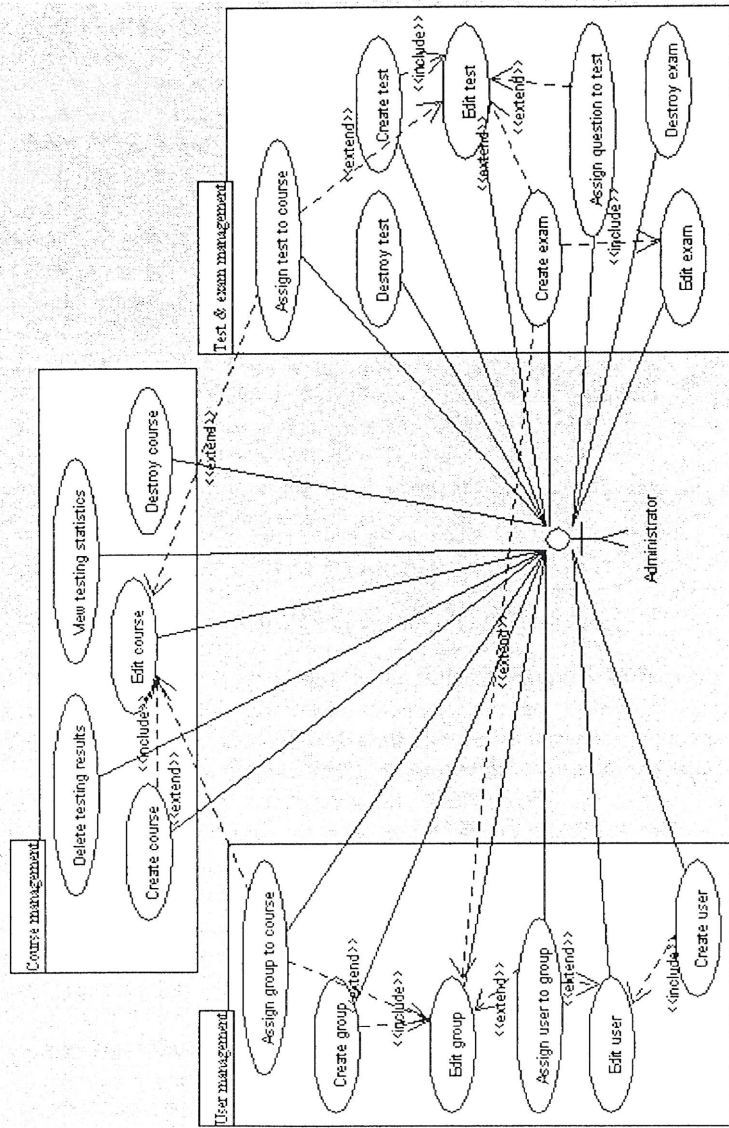 Course management
Delete testing results
View testing statistics
Create course
<<include>>
Edit course
Destroy course
<<extend>>
<<extend>>
User management
Assign group to course
<<extend>>
Create group
<<include>>
Edit group
<<extend>>
Assign user to group
<<extend>>
Edit user
<<include>>
Create user
Administrator
<<extend>>
Test & exam management
Assign test to course
<<extend>>
Create test
<<include>>
Destroy test
Edit test
<<extend>>
<<extend>>
Create exam
Assign question to test
<<include>>
Edit exam
Destroy exam